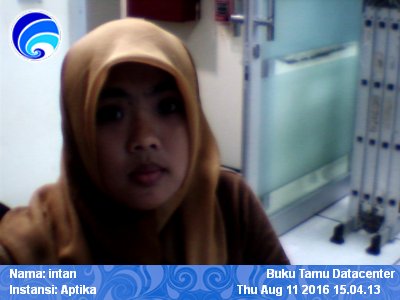 Nama: intan
Buku Tamu Datacenter
Instansi: Aptika
Thu Aug 11 2016 15.04.13